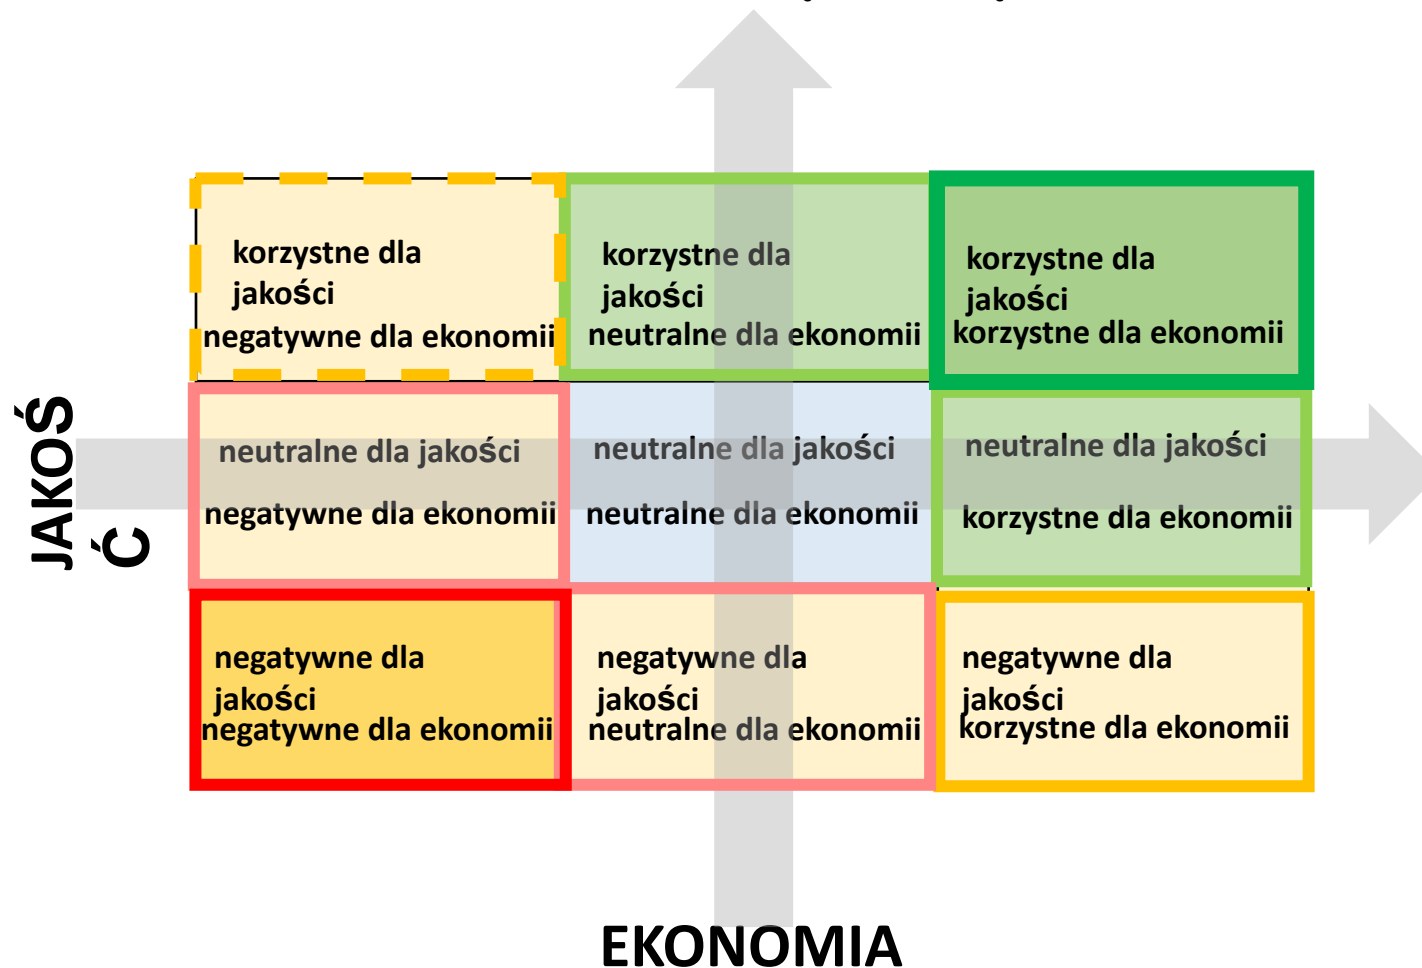 korzystne dla
jakości
negatywne dla ekonomii
korzystne dla
jakości
neutralne dla ekonomii
korzystne dla
jakości
korzystne dla ekonomii
JAKOŚ
Ć
neutralne dla jakości
negatywne dla ekonomii
neutralne dla jakości
neutralne dla ekonomii
neutralne dla jakości
korzystne dla ekonomii
negatywne dla
jakości
negatywne dla ekonomii
negatywne dla
jakości
neutralne dla ekonomii
negatywne dla
jakości
korzystne dla ekonomii
EKONOMIA